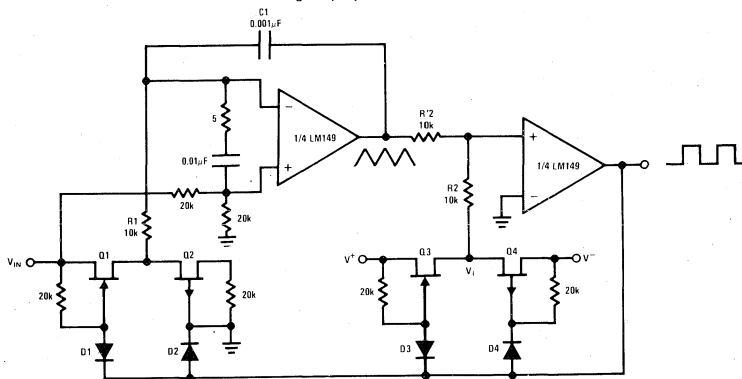 C1
0.001μF
5
0.01μF
−
+
1/4 LM149
R'2
10k
+
−
1/4 LM149
R2
10k
20k
20k
R1
10k
VIN
Q1
Q2
20k
20k
D1
D2
V+
Q3
Vi
Q4
V−
20k
20k
D3
D4